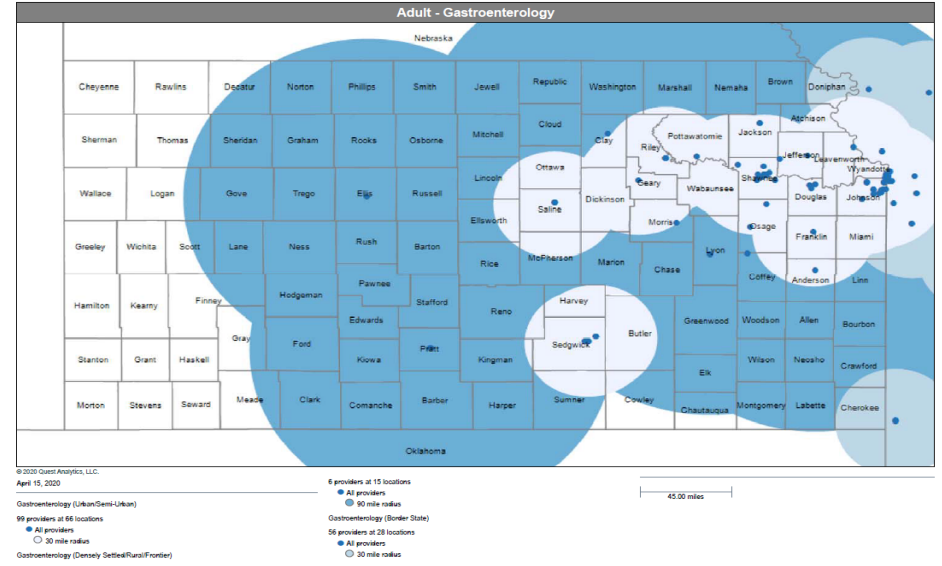 Adult - Gastroenterology
Nebraska
Cheyenne Rawlins Decatur Norton Phillips Smith Jewell Republic Washington Marshall Nemaha Brown Doniphan
Atchison
Sherman Thomas Sheridan Graham Rooks Osborne Mitchell Cloud Clay Riley Pottawatomie Jackson
Jefferson Leavenworth
Wyandotte
Wallace Logan Gove Trego Ellis Russell Lincoln Ottawa Geary Wabaunsee Shawnee Douglas Johnson
Saline Dickinson
Ellsworth Morris Osage
Greeley Wichita Scott Lane Ness Rush Barton Franklin Miami
Rice McPherson Marion Chase Lyon Coffey Anderson Linn
Hamilton Kearny Finney Hodgeman Pawnee Stafford Reno Harvey
Edwards Greenwood Woodson Allen Bourbon
Gray Ford Pratt Sedgwick Butler
Stanton Grant Haskell Kiowa Kingman Elk Wilson Neosho Crawford
Morton Stevens Seward Meade Clark Comanche Barber Harper Sumner Cowley Chautauqua Montgomery Labette Cherokee
Oklahoma
© 2020 Quest Analytics, LLC.
April 15, 2020
Gastroenterology (Urban/Semi-Urban)
99 providers at 66 locations
All providers
30 mile radius
Gastroenterology (Densely Settled/Rural/Frontier)
6 providers at 15 locations
All providers
90 mile radius
Gastroenterology (Border State)
56 providers at 28 locations
All providers
30 mile radius
45.00 miles